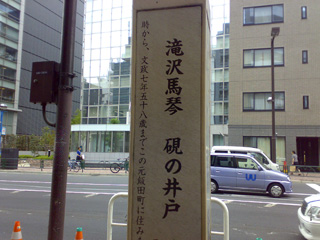 滝沢馬琴 硯の井戸
時から、文政七年五十八歳までこの元飯田町に住み